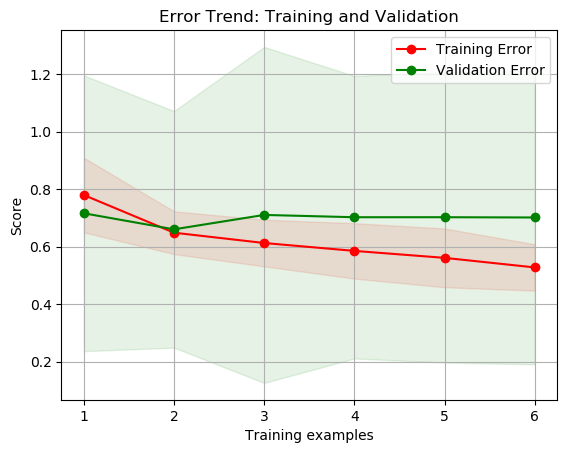 Error Trend: Training and Validation
Training Error
Validation Error
1.2
1.0
0.8
0.6
0.4
0.2
Score
1 2 3 4 5 6
Training examples